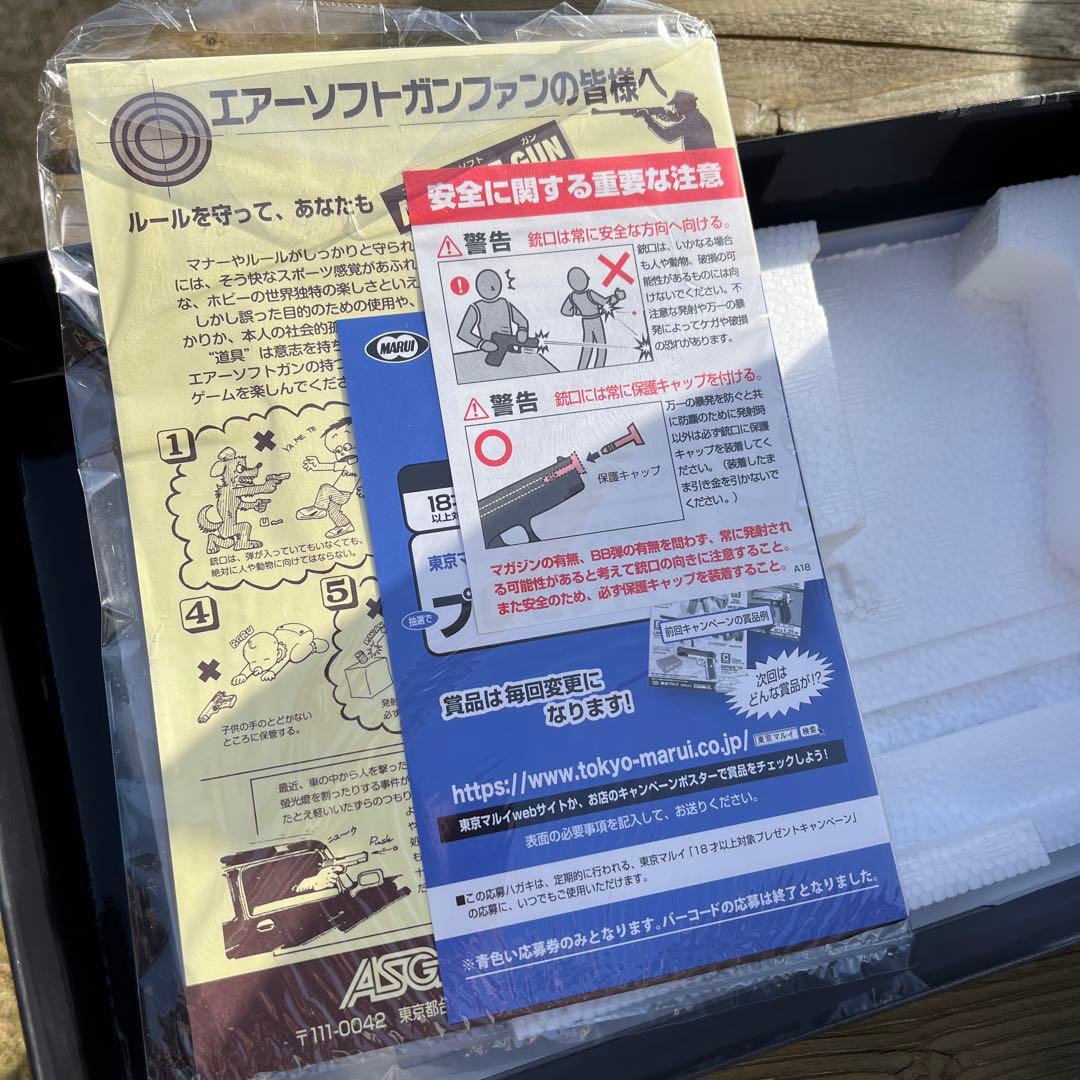 エアーソフトガンファンの皆様へ
ルールを守って、あなたも
ソフト
ガン
GUN
マナーやルールがしっかりと守られ
には、そう快なスポーツ感覚があふれ
な、ホビーの世界独特の楽しさといえ
しかし誤った目的のための使用や、
かりか、本人の社会的孤
“道具”は意志を持ち
エアーソフトガンの持つ
ゲームを楽しんでくださ
1
YA ME TE
銃口は、弾が入っていてもいなくても、
絶対に人や動物に向けてはならない。
4
BABU
子供の手のとどかない
ところに保管する。
5
発射
必ず
最近、車の中から人を撃った
螢光燈を割ったりする事件が
たとえ軽いいたずらのつもり
Push
ASG
〒111-0042 東京都台
安全に関する重要な注意
警告 銃口は常に安全な方向へ向ける。
銃口は、いかなる場合
も人や動物、破損の可
能性があるものには向
けないでください。不
注意な発射や万一の暴
発によってケガや破損
の恐れがあります。
警告 銃口には常に保護キャップを付ける。
保護キャップ
万一の暴発を防ぐと共
に防塵のために発射時
以外は必ず銃口に保護
キャップを装着してく
ださい。（装着したま
ま引き金を引かないで
ください。）
マガジンの有無、BB弾の有無を問わず、常に発射され
る可能性があると考えて銃口の向きに注意すること。
また安全のため、必ず保護キャップを装着すること。
A18
MARUI
18才
以上対
東京マ
抽選で
プ
前回キャンペーンの賞品例
次回は
どんな賞品が!?
賞品は毎回変更に
なります!
https://www.tokyo-marui.co.jp/ 東京マルイ 検索
東京マルイwebサイトか、お店のキャンペーンポスターで賞品をチェックしよう！
表面の必要事項を記入して、お送りください。
■この応募ハガキは、定期的に行われる、東京マルイ「18才以上対象プレゼントキャンペーン」
の応募に、いつでもご使用いただけます。
※青色い応募券のみとなります。バーコードの応募は終了となりました。